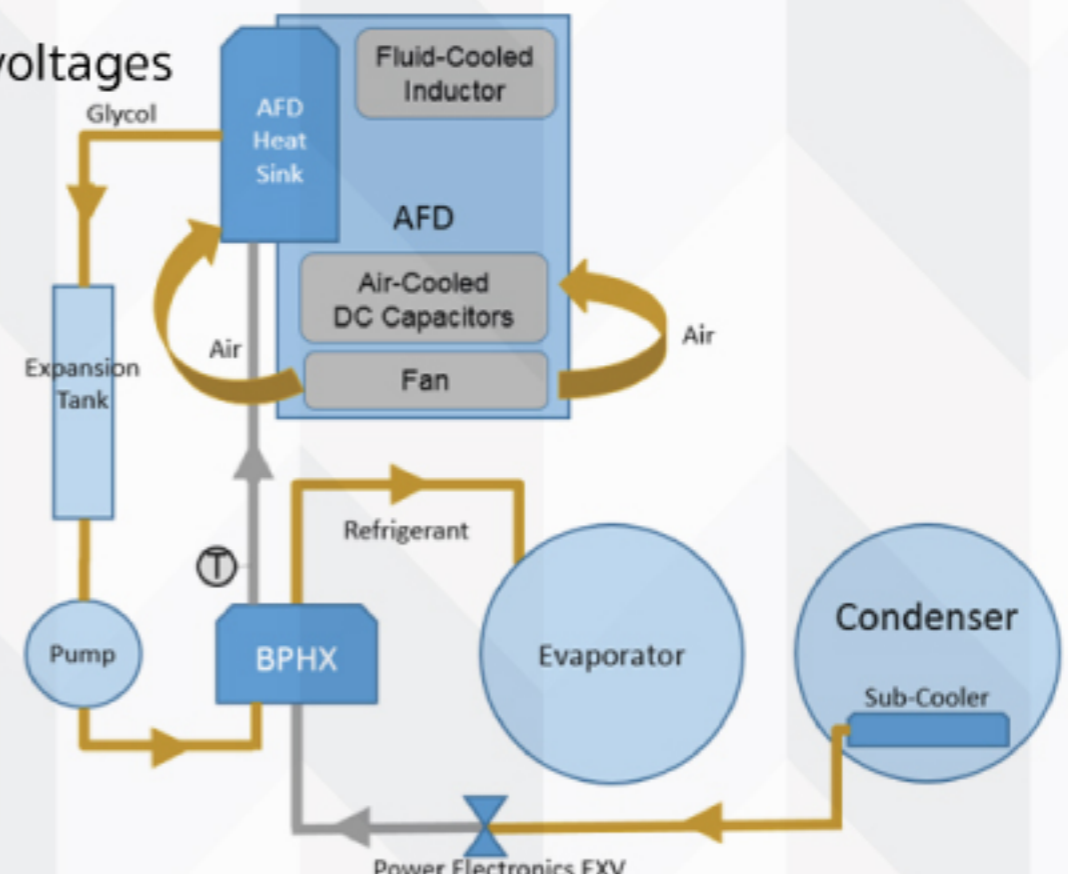 voltages
Glycol
AFD
Heat
Sink
Fluid-Cooled
Inductor
AFD
Air-Cooled
DC Capacitors
Fan
Air
Air
Expansion
Tank
Refrigerant
T
Pump
BPHX
Evaporator
Condenser
Sub-Cooler
Power Electronics EXV